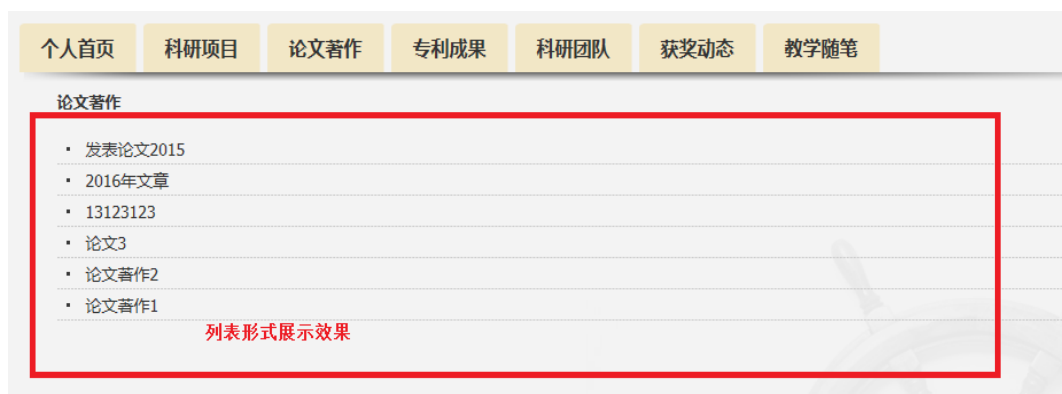 个人首页 科研项目 论文著作 专利成果 科研团队 获奖动态 教学随笔
论文著作
发表论文2015
2016年文章
13123123
论文3
论文著作2
论文著作1
列表形式展示效果